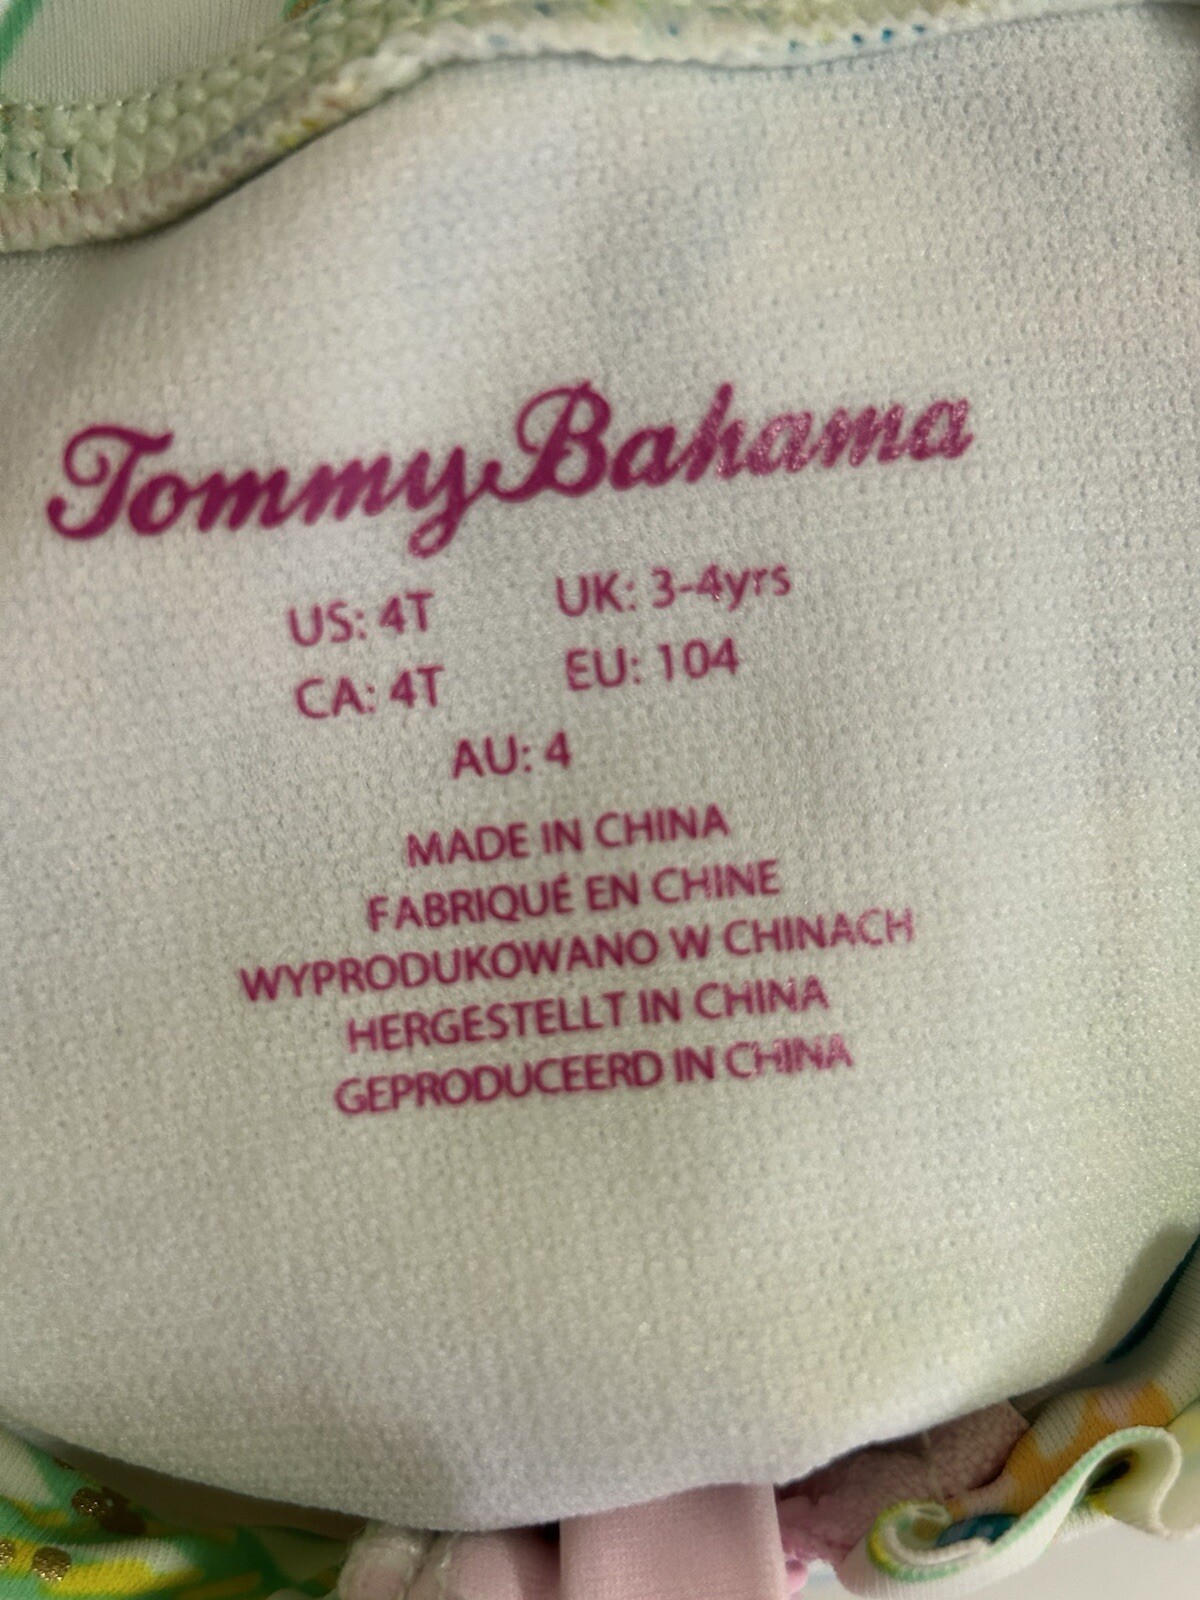 Tommy Bahama
US: 4T UK: 3-4yrs
CA: 4T EU: 104
AU: 4
MADE IN CHINA
FABRIQUÉ EN CHINE
WYPRODUKOWANO W CHINACH
HERGESTELLT IN CHINA
GEPRODUCEERD IN CHINA